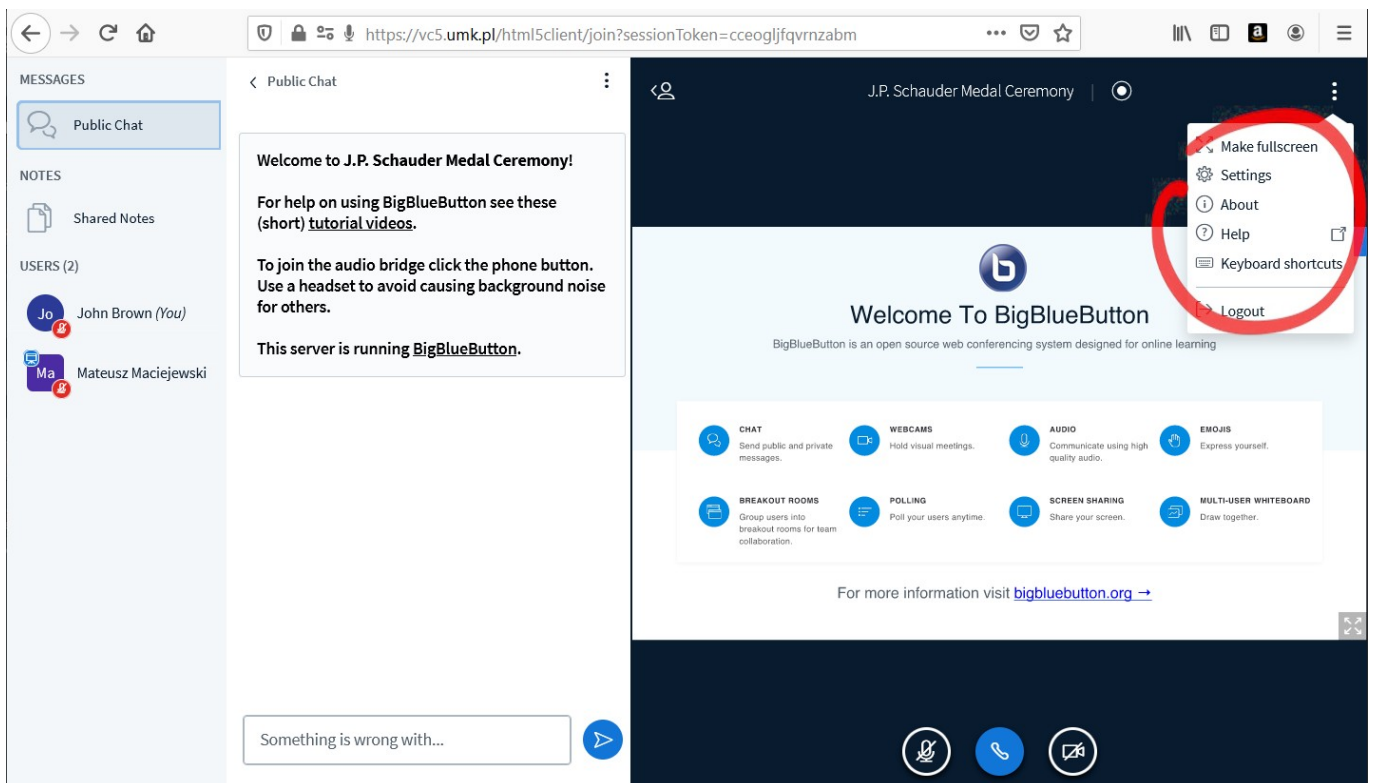 https://vc5.umk.pl/html5client/join?sessionToken=cceogljfqvrnzabm
a
MESSAGES
Public Chat
NOTES
Shared Notes
USERS (2)
Jo
John Brown (You)
Ma
Mateusz Maciejewski
Public Chat
Welcome to J.P. Schauder Medal Ceremony!
For help on using BigBlueButton see these
(short) tutorial videos.
To join the audio bridge click the phone button.
Use a headset to avoid causing background noise
for others.
This server is running BigBlueButton.
Something is wrong with...
J.P. Schauder Medal Ceremony
Make fullscreen
Settings
About
Help
Keyboard shortcuts
Logout
b
Welcome To BigBlueButton
BigBlueButton is an open source web conferencing system designed for online learning
CHAT
Send public and private
messages.
WEBCAMS
Hold visual meetings.
AUDIO
Communicate using high
quality audio.
EMOJIS
Express yourself.
BREAKOUT ROOMS
Group users into
breakout rooms for team
collaboration.
POLLING
Poll your users anytime.
SCREEN SHARING
Share your screen.
MULTI-USER WHITEBOARD
Draw together.
For more information visit bigbluebutton.org →